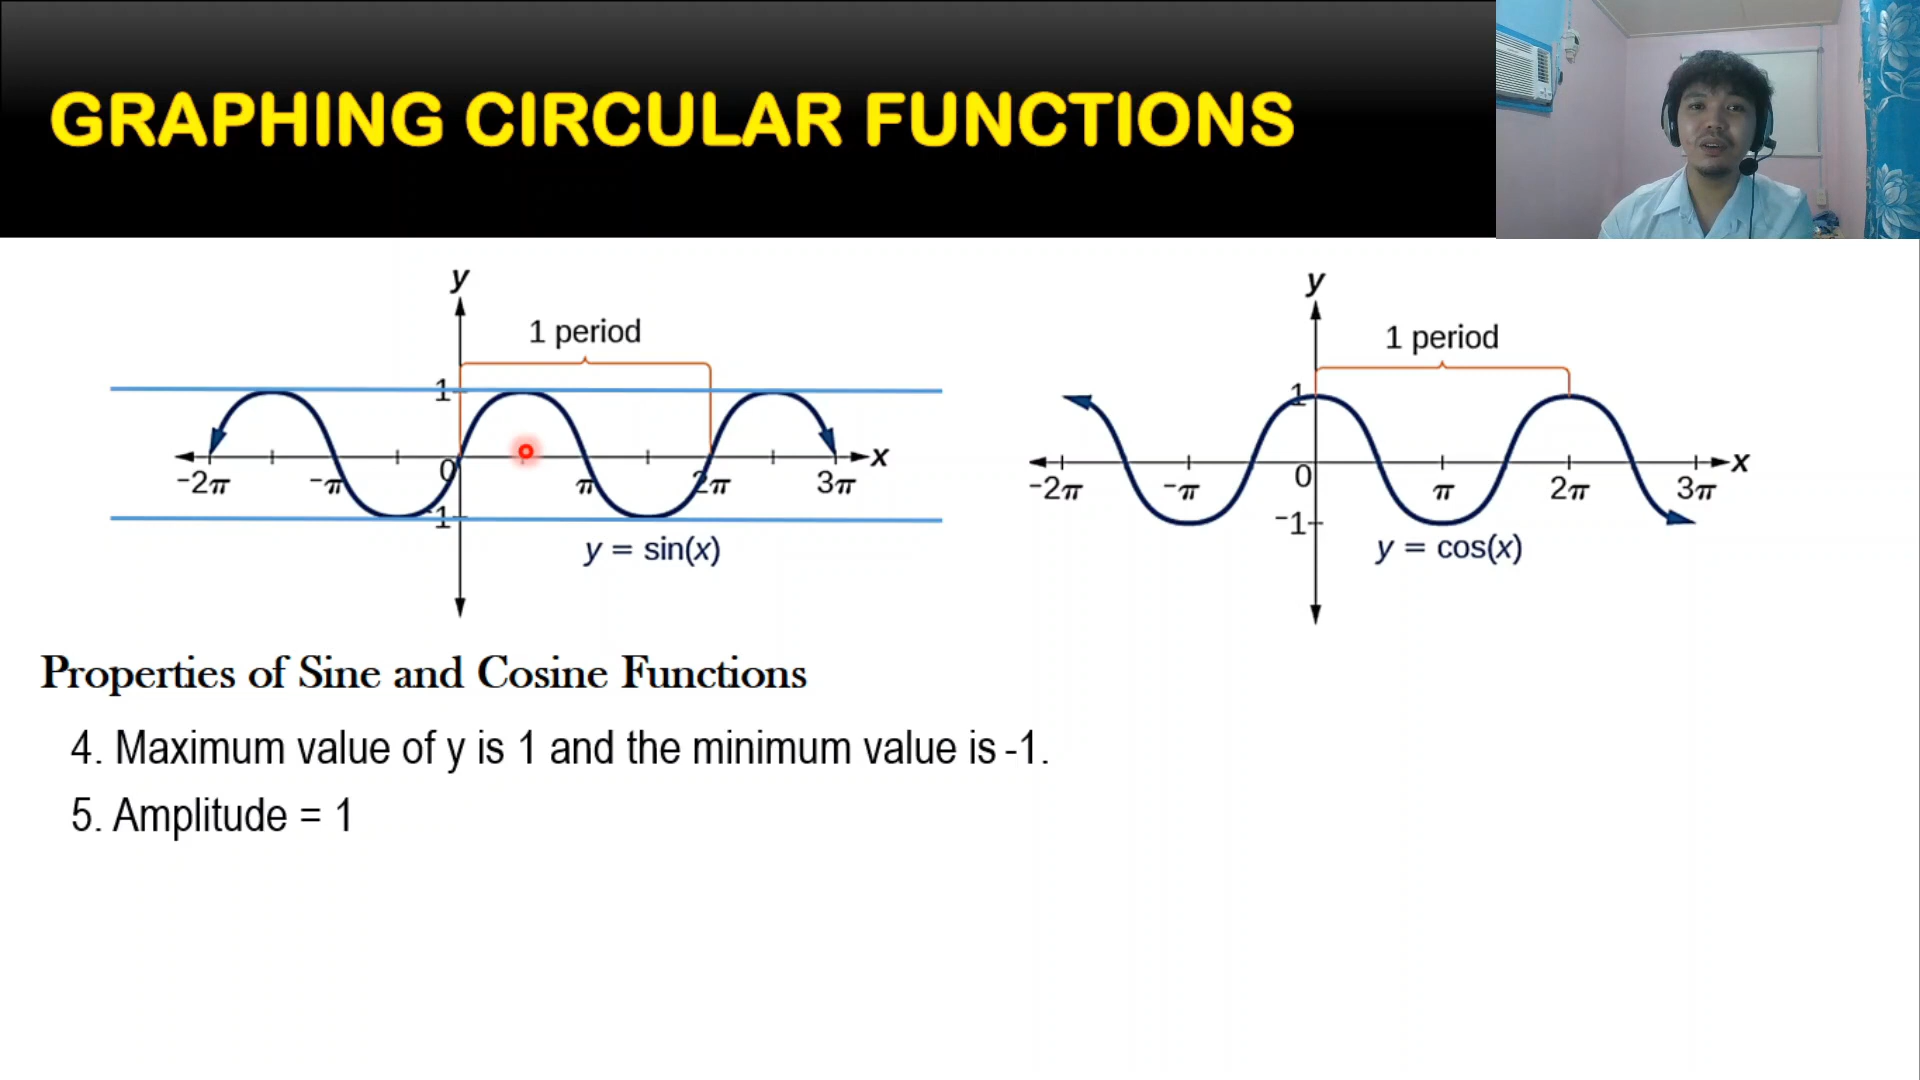 GRAPHING CIRCULAR FUNCTIONS
y
1 period
1
x
0
-2π
-π
π
2π
3π
-1
y = sin(x)
y
1 period
1
x
0
-2π
-π
π
2π
3π
-1
y = cos(x)
Properties of Sine and Cosine Functions
4. Maximum value of y is 1 and the minimum value is -1.
5. Amplitude = 1